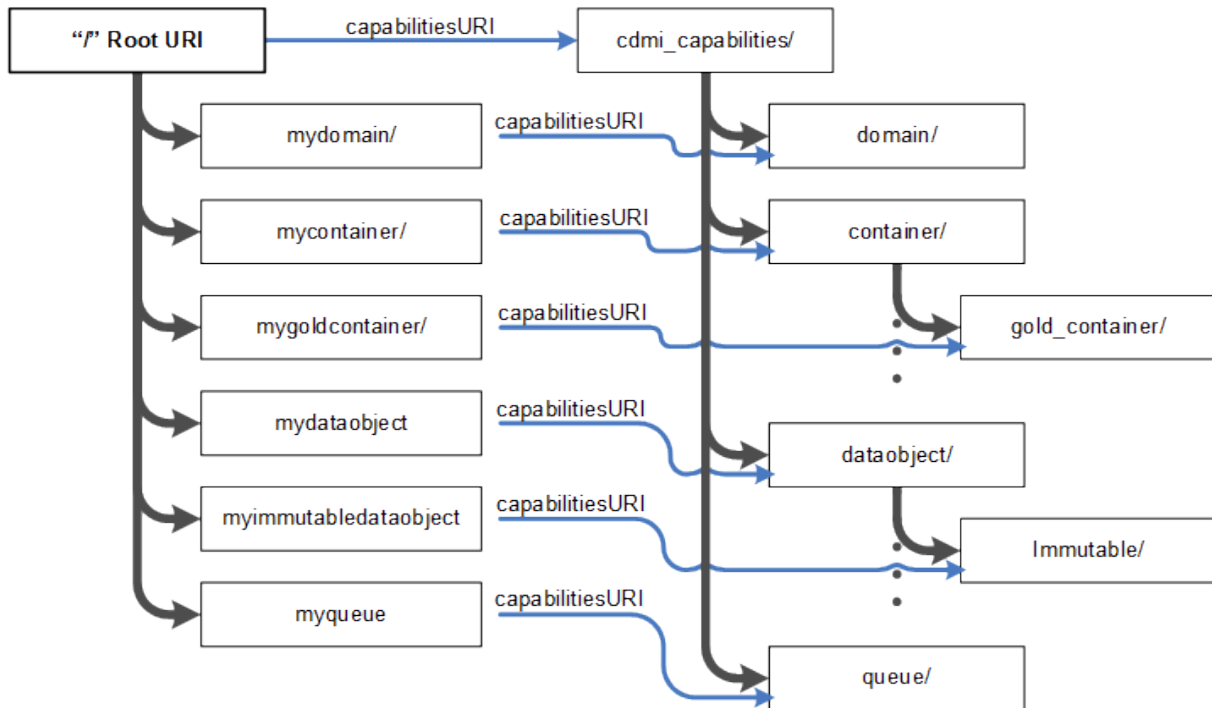 “/” Root URI
capabilitiesURI
cdmi_capabilities/
mydomain/
capabilitiesURI
domain/
mycontainer/
capabilitiesURI
container/
mygoldcontainer/
capabilitiesURI
gold_container/
mydataobject
capabilitiesURI
dataobject/
myimmutabledataobject
capabilitiesURI
Immutable/
myqueue
capabilitiesURI
queue/